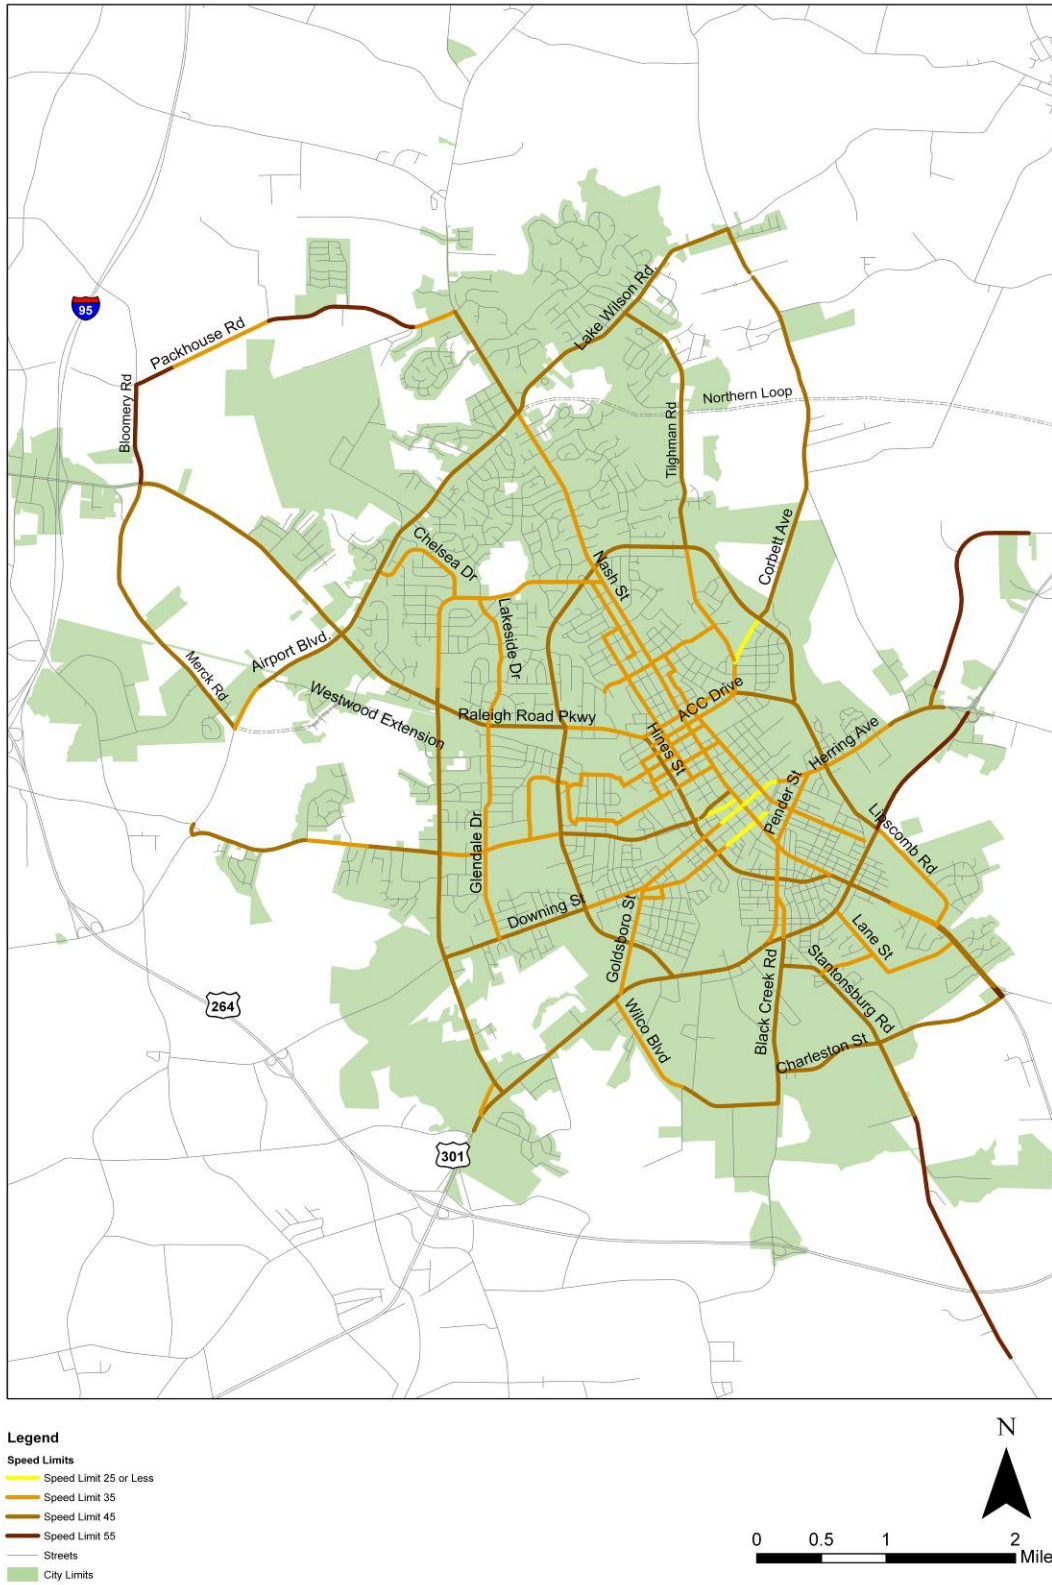 95
Packhouse Rd
Bloomery Rd
Lake Wilson Rd.
Northern Loop
Tilghman Rd
Corbett Ave
Chelsea Dr
Nash St
Lakeside Dr
Airport Blvd.
Merck Rd
Westwood Extension
Raleigh Road Pkwy
ACC Drive
Hines St
Herring Ave
Pender St
Lipscomb Rd
Glendale Dr
Downing St
Goldsboro St
Lane St
Stantonsburg Rd
Black Creek Rd
Wilco Blvd
Charleston St
264
301
Legend
Speed Limits
Speed Limit 25 or Less
Speed Limit 35
Speed Limit 45
Speed Limit 55
Streets
City Limits
N
0 0.5 1 2
Mile